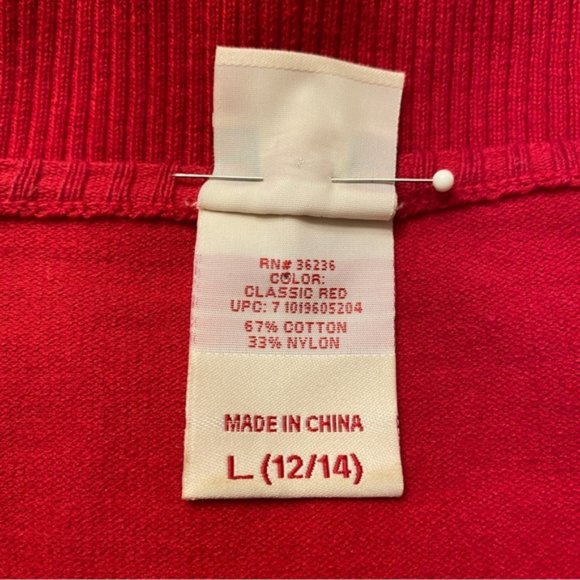 RN# 36236
COLOR:
CLASSIC RED
UPC: 7 1019605204
67% COTTON
33% NYLON
MADE IN CHINA
L (12/14)